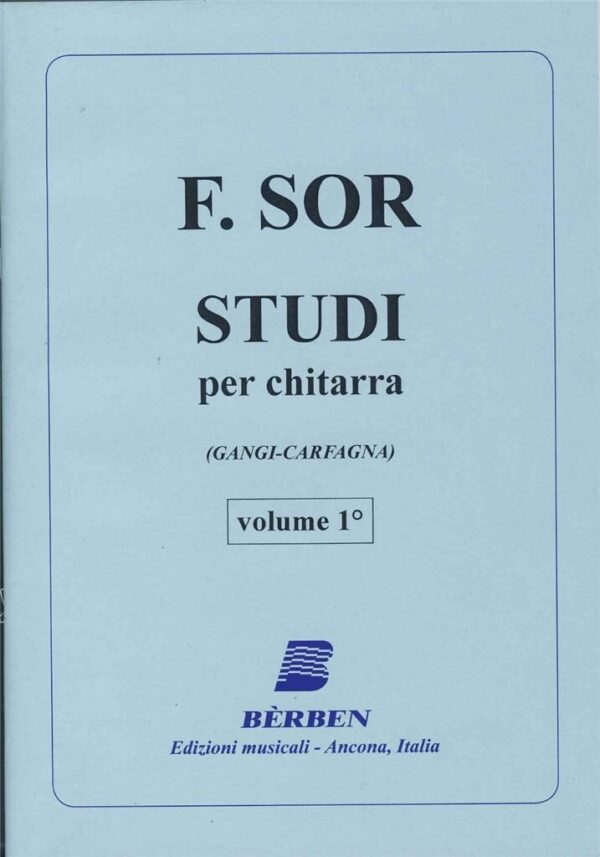 F. SOR
STUDI
per chitarra
(GANGI-CARFAGNA)
volume 1°
B
BÈRBEN
Edizioni musicali - Ancona, Italia